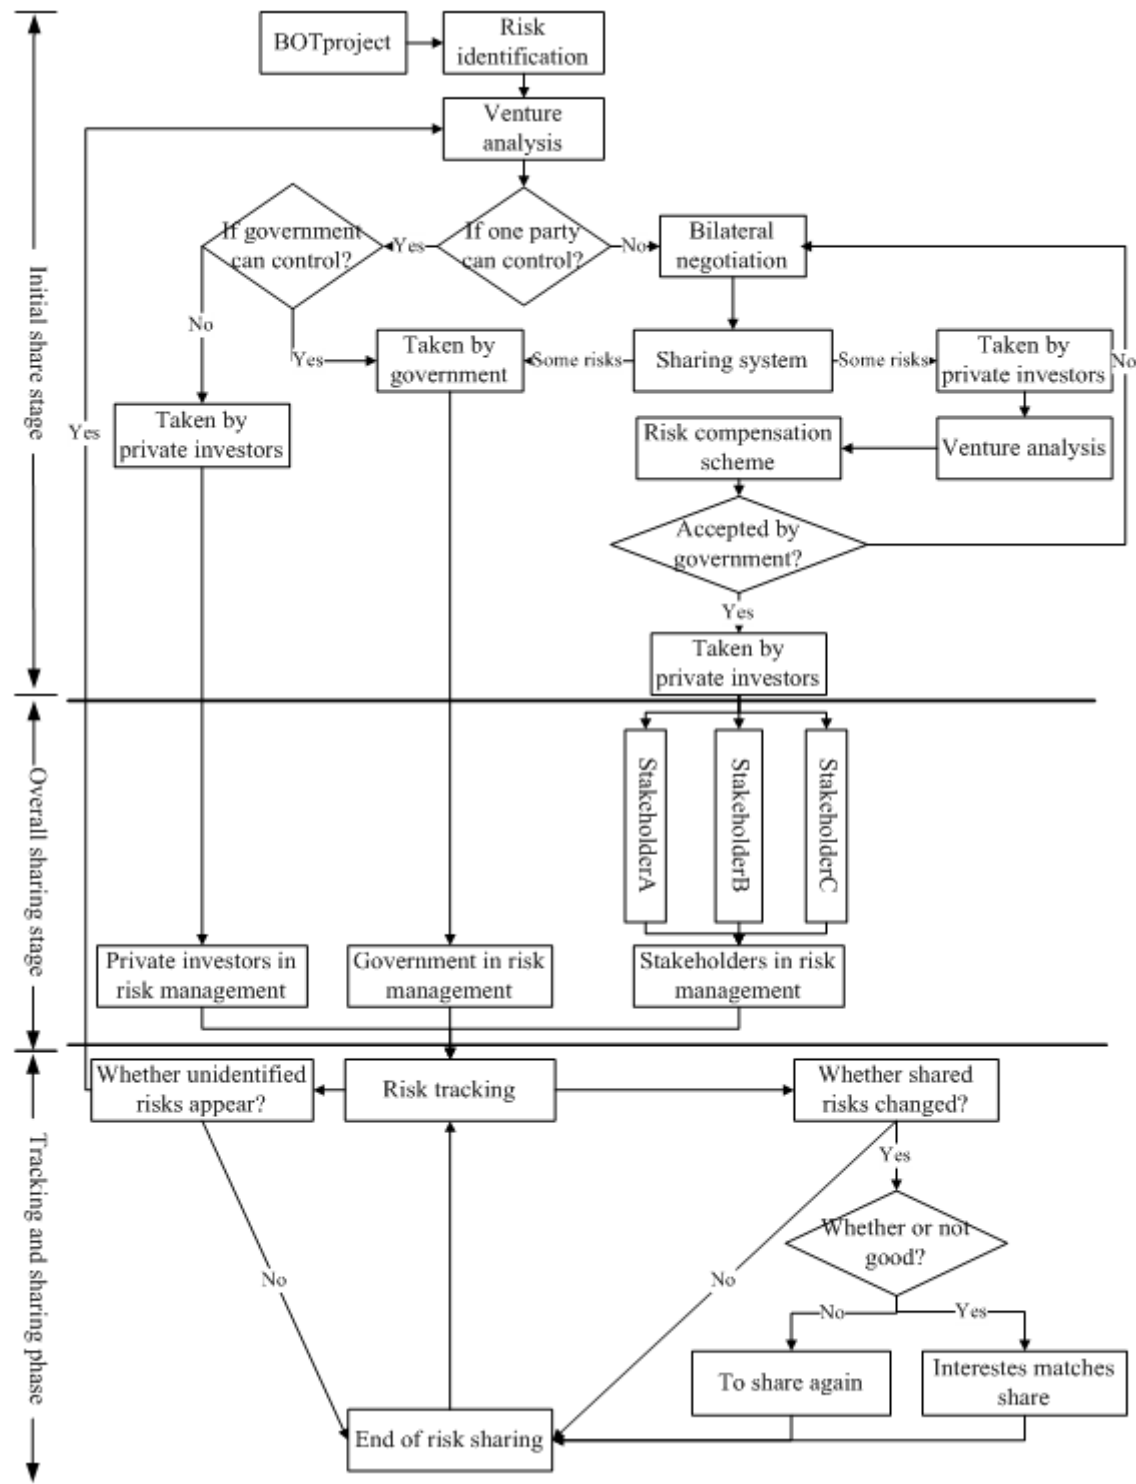 BOTproject
Risk
identification
Venture
analysis
If government
can control?
Yes
If one party
can control?
No
Bilateral
negotiation
No
Yes
Taken by
government
Some risks
Sharing system
Some risks
Taken by
private investors
No
Taken by
private investors
Yes
Risk compensation
scheme
Venture analysis
Accepted by
government?
Yes
Taken by
private investors
Initial share stage
StakeholderA
StakeholderB
StakeholderC
Private investors in
risk management
Government in risk
management
Stakeholders in risk
management
Overall sharing stage
Whether unidentified
risks appear?
Risk tracking
Whether shared
risks changed?
Yes
Whether or not
good?
No
No
No
Yes
To share again
Interestes matches
share
End of risk sharing
Tracking and sharing phase